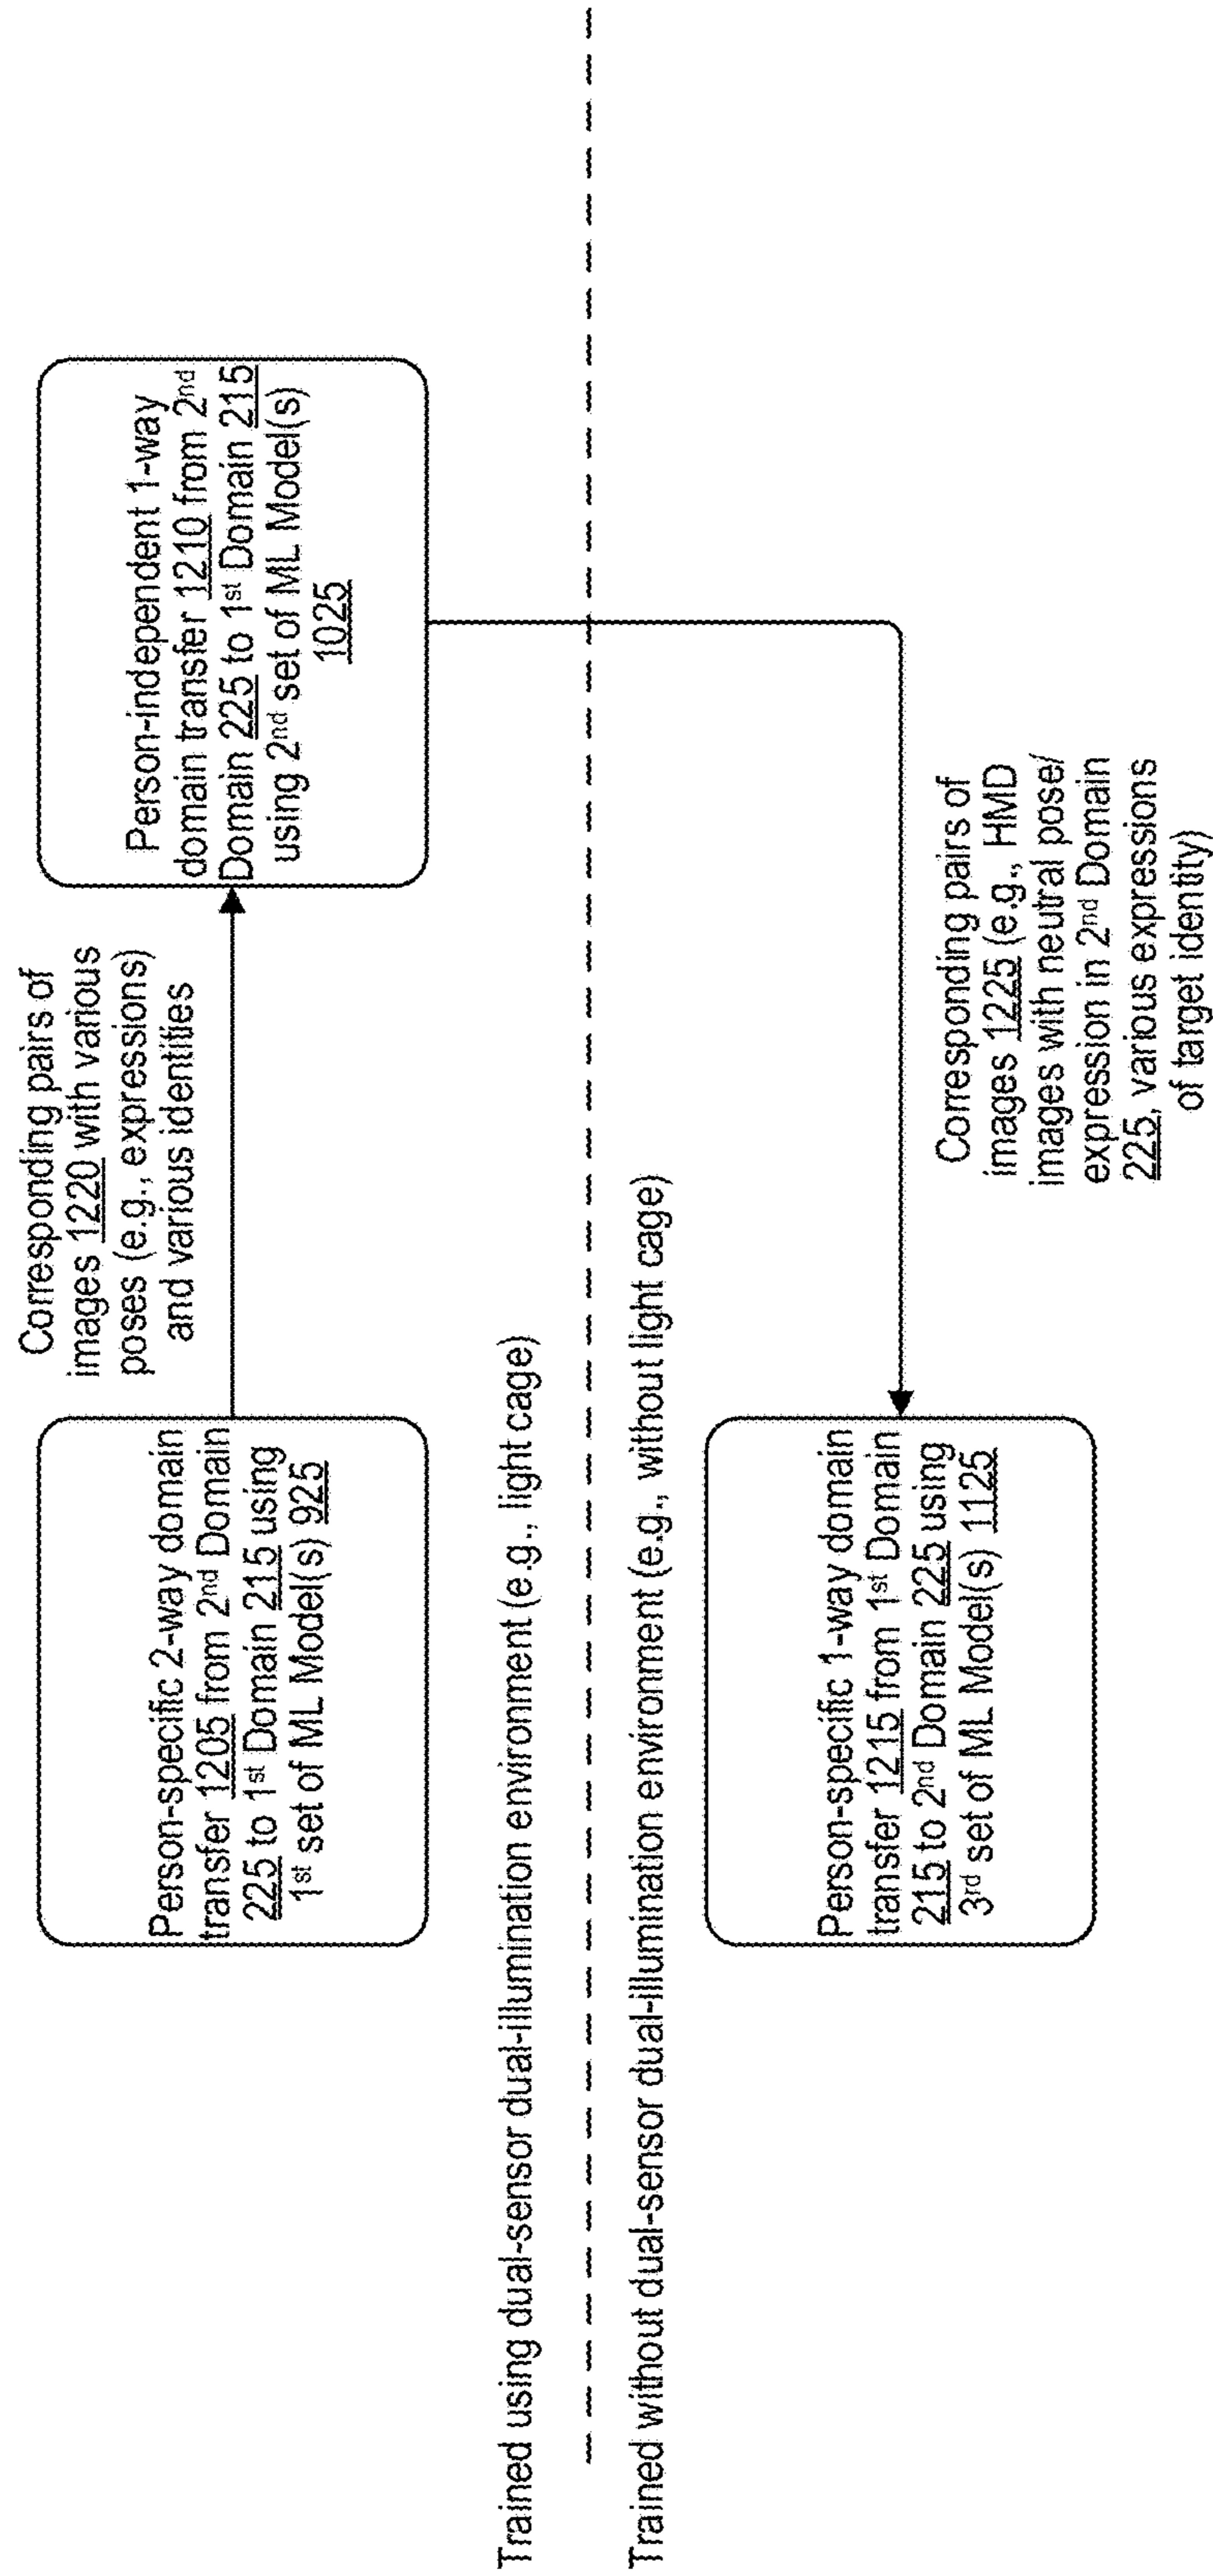 Person-specific 2-way domain
transfer 1205 from 2nd Domain
225 to 1st Domain 215 using
1st set of ML Model(s) 925
Corresponding pairs of
images 1220 with various
poses (e.g., expressions)
and various identities
Person-independent 1-way
domain transfer 1210 from 2nd
Domain 225 to 1st Domain 215
using 2nd set of ML Model(s)
1025
Trained using dual-sensor dual-illumination environment (e.g., light cage)
Trained without dual-sensor dual-illumination environment (e.g., without light cage)
Person-specific 1-way domain
transfer 1215 from 1st Domain
215 to 2nd Domain 225 using
3rd set of ML Model(s) 1125
Corresponding pairs of
images 1225 (e.g., HMD
images with neutral pose/
expression in 2nd Domain
225, various expressions
of target identity)